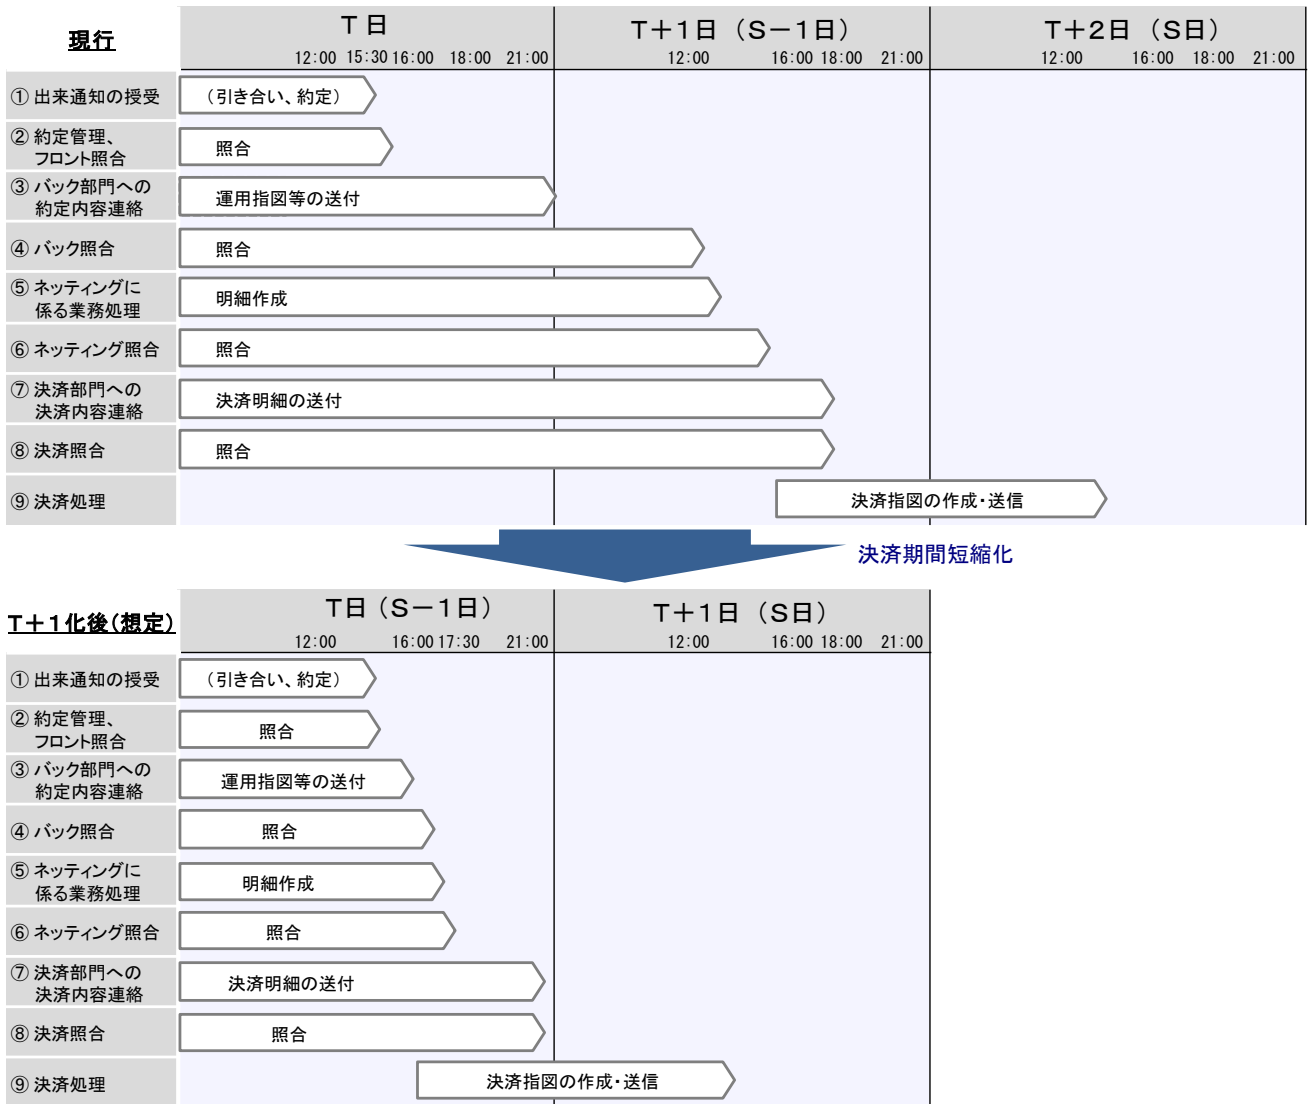 現行
T 日
T+1日(S-1日)
T+2日(S日)
12:00 15:30 16:00 18:00 21:00
12:00 16:00 18:00 21:00
12:00 16:00 18:00 21:00
① 出来通知の授受
(引き合い、約定)
② 約定管理、
フロント照合
照合
③ バック部門への
約定内容連絡
運用指図等の送付
④ バック照合
照合
⑤ ネッティングに
係る業務処理
明細作成
⑥ ネッティング照合
照合
⑦ 決済部門への
決済内容連絡
決済明細の送付
⑧ 決済照合
照合
⑨ 決済処理
決済指図の作成・送信
決済期間短縮化
T+1化後(想定)
T日(S-1日)
T+1日(S日)
12:00 16:00 17:30 21:00
12:00 16:00 18:00 21:00
① 出来通知の授受
(引き合い、約定)
② 約定管理、
フロント照合
照合
③ バック部門への
約定内容連絡
運用指図等の送付
④ バック照合
照合
⑤ ネッティングに
係る業務処理
明細作成
⑥ ネッティング照合
照合
⑦ 決済部門への
決済内容連絡
決済明細の送付
⑧ 決済照合
照合
⑨ 決済処理
決済指図の作成・送信